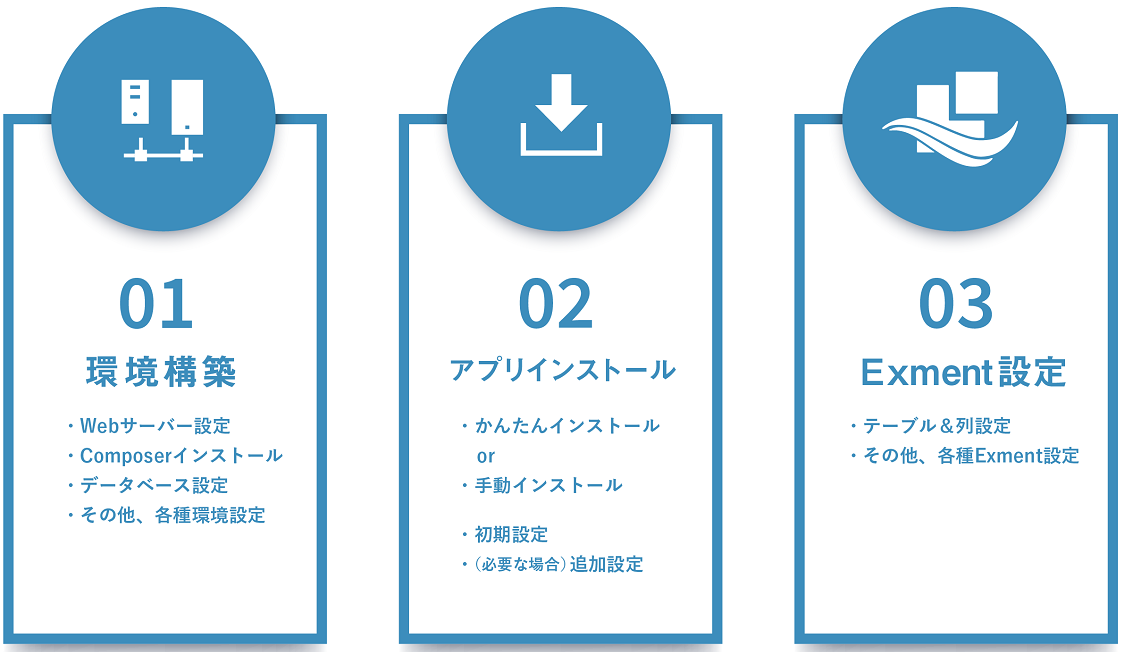 01
環境構築
・Webサーバー設定
・Composerインストール
・データベース設定
・その他、各種環境設定
02
アプリインストール
・かんたんインストール
or
・手動インストール
・初期設定
・（必要な場合）追加設定
03
Exment設定
・テーブル＆列設定
・その他、各種Exment設定